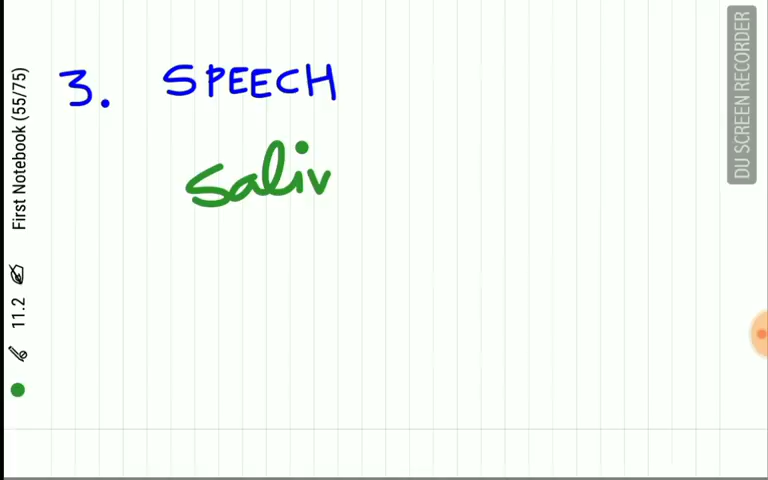 3. SPEECH
Saliv
First Notebook (55/75)
11.2
DU SCREEN RECORDER